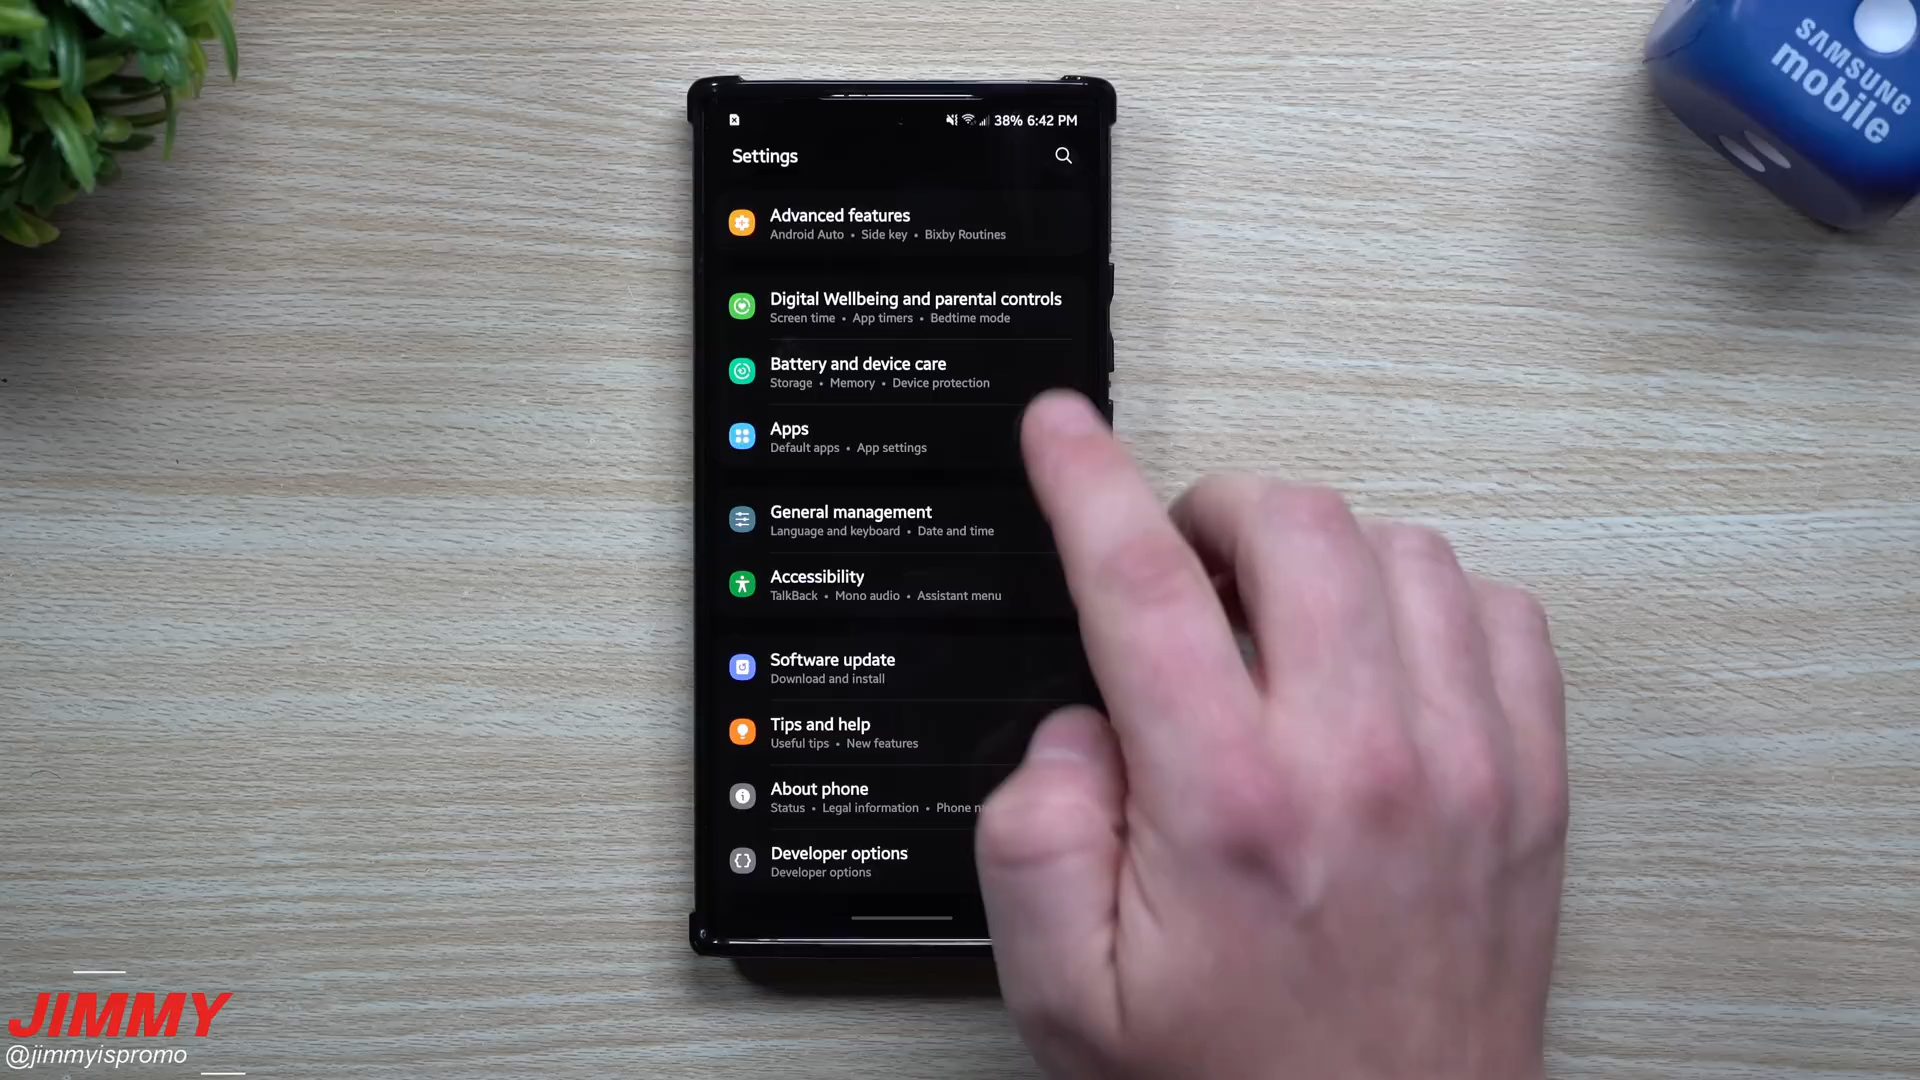 SAMSUNG
mobile
38% 6:42 PM
Settings
Advanced features
Android Auto • Side key • Bixby Routines
Digital Wellbeing and parental controls
Screen time • App timers • Bedtime mode
Battery and device care
Storage • Memory • Device protection
Apps
Default apps • App settings
General management
Language and keyboard • Date and time
Accessibility
TalkBack • Mono audio • Assistant menu
Software update
Download and install
Tips and help
Useful tips • New features
About phone
Status • Legal information • Phone
Developer options
Developer options
JIMMY
@jimmyispromo